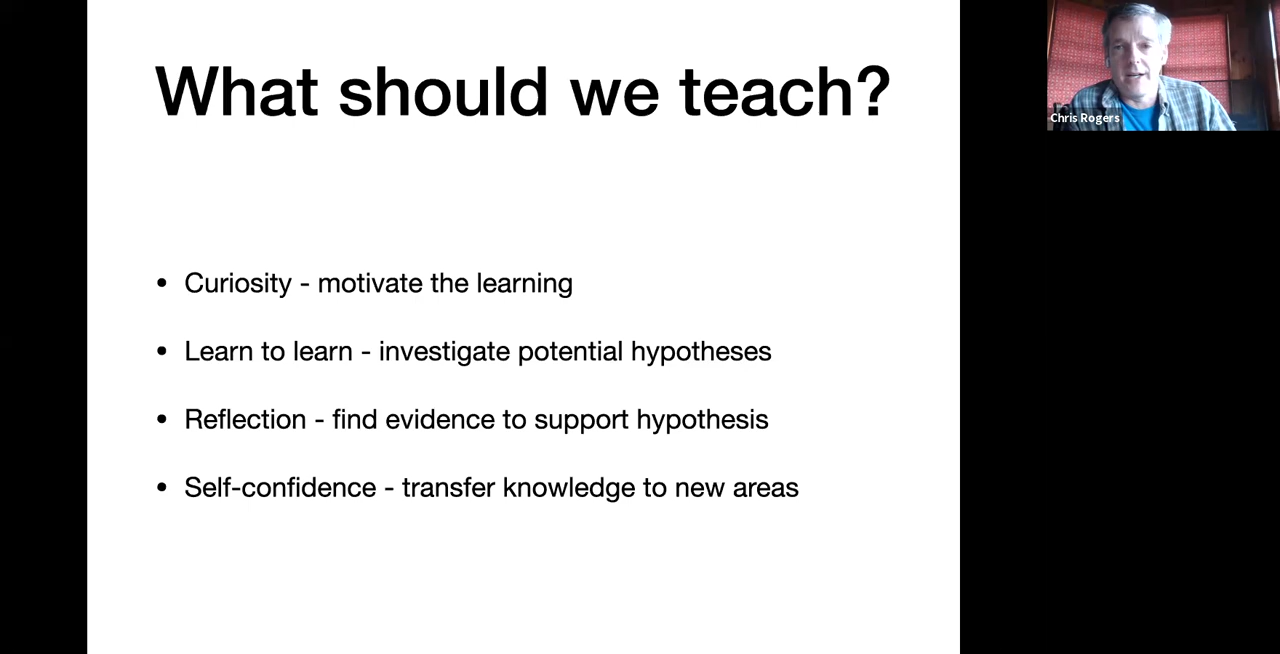 What should we teach?
Chris Rogers
• Curiosity - motivate the learning
• Learn to learn - investigate potential hypotheses
• Reflection - find evidence to support hypothesis
• Self-confidence - transfer knowledge to new areas